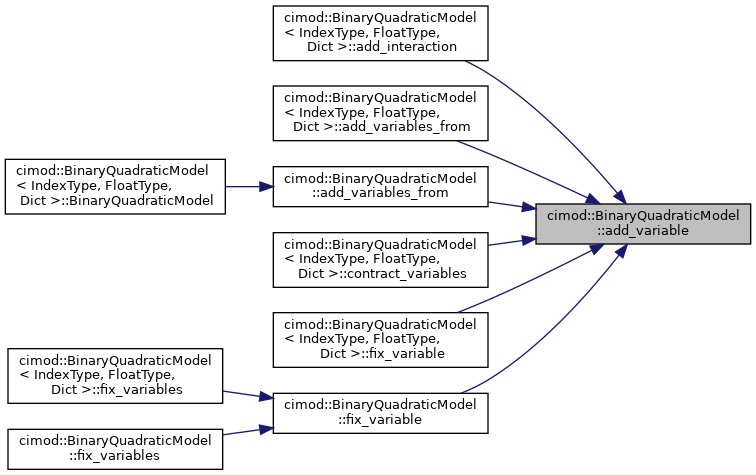 cimod::BinaryQuadraticModel
< IndexType, FloatType,
Dict >::add_interaction
cimod::BinaryQuadraticModel
< IndexType, FloatType,
Dict >::add_variables_from
cimod::BinaryQuadraticModel
< IndexType, FloatType,
Dict >::BinaryQuadraticModel
cimod::BinaryQuadraticModel
::add_variables_from
cimod::BinaryQuadraticModel
::add_variable
cimod::BinaryQuadraticModel
< IndexType, FloatType,
Dict >::contract_variables
cimod::BinaryQuadraticModel
< IndexType, FloatType,
Dict >::fix_variable
cimod::BinaryQuadraticModel
< IndexType, FloatType,
Dict >::fix_variables
cimod::BinaryQuadraticModel
::fix_variable
cimod::BinaryQuadraticModel
::fix_variables